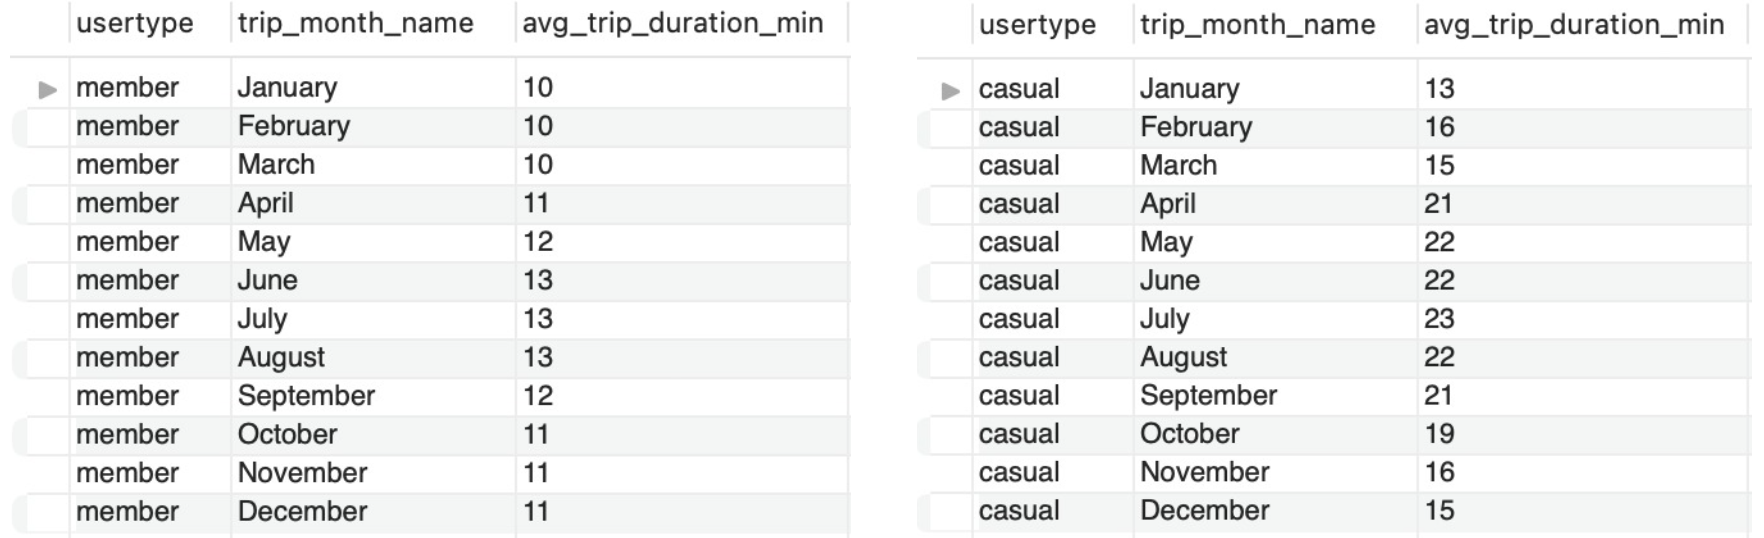 usertype trip_month_name avg_trip_duration_min
member January 10
member February 10
member March 10
member April 11
member May 12
member June 13
member July 13
member August 13
member September 12
member October 11
member November 11
member December 11
usertype trip_month_name avg_trip_duration_min
casual January 13
casual February 16
casual March 15
casual April 21
casual May 22
casual June 22
casual July 23
casual August 22
casual September 21
casual October 19
casual November 16
casual December 15